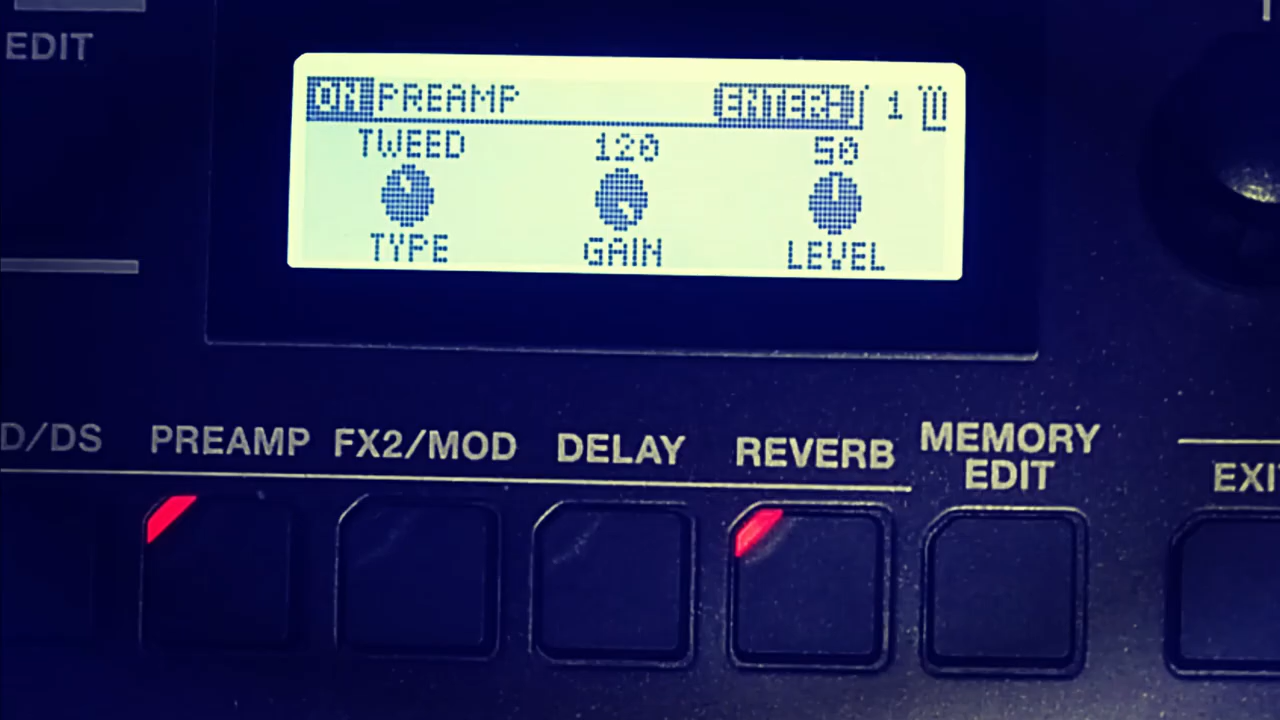 EDIT
ON PREAMP ENTER 1
TWEED 120 50
TYPE GAIN LEVEL
D/DS PREAMP FX2/MOD DELAY REVERB MEMORY EDIT
EXI